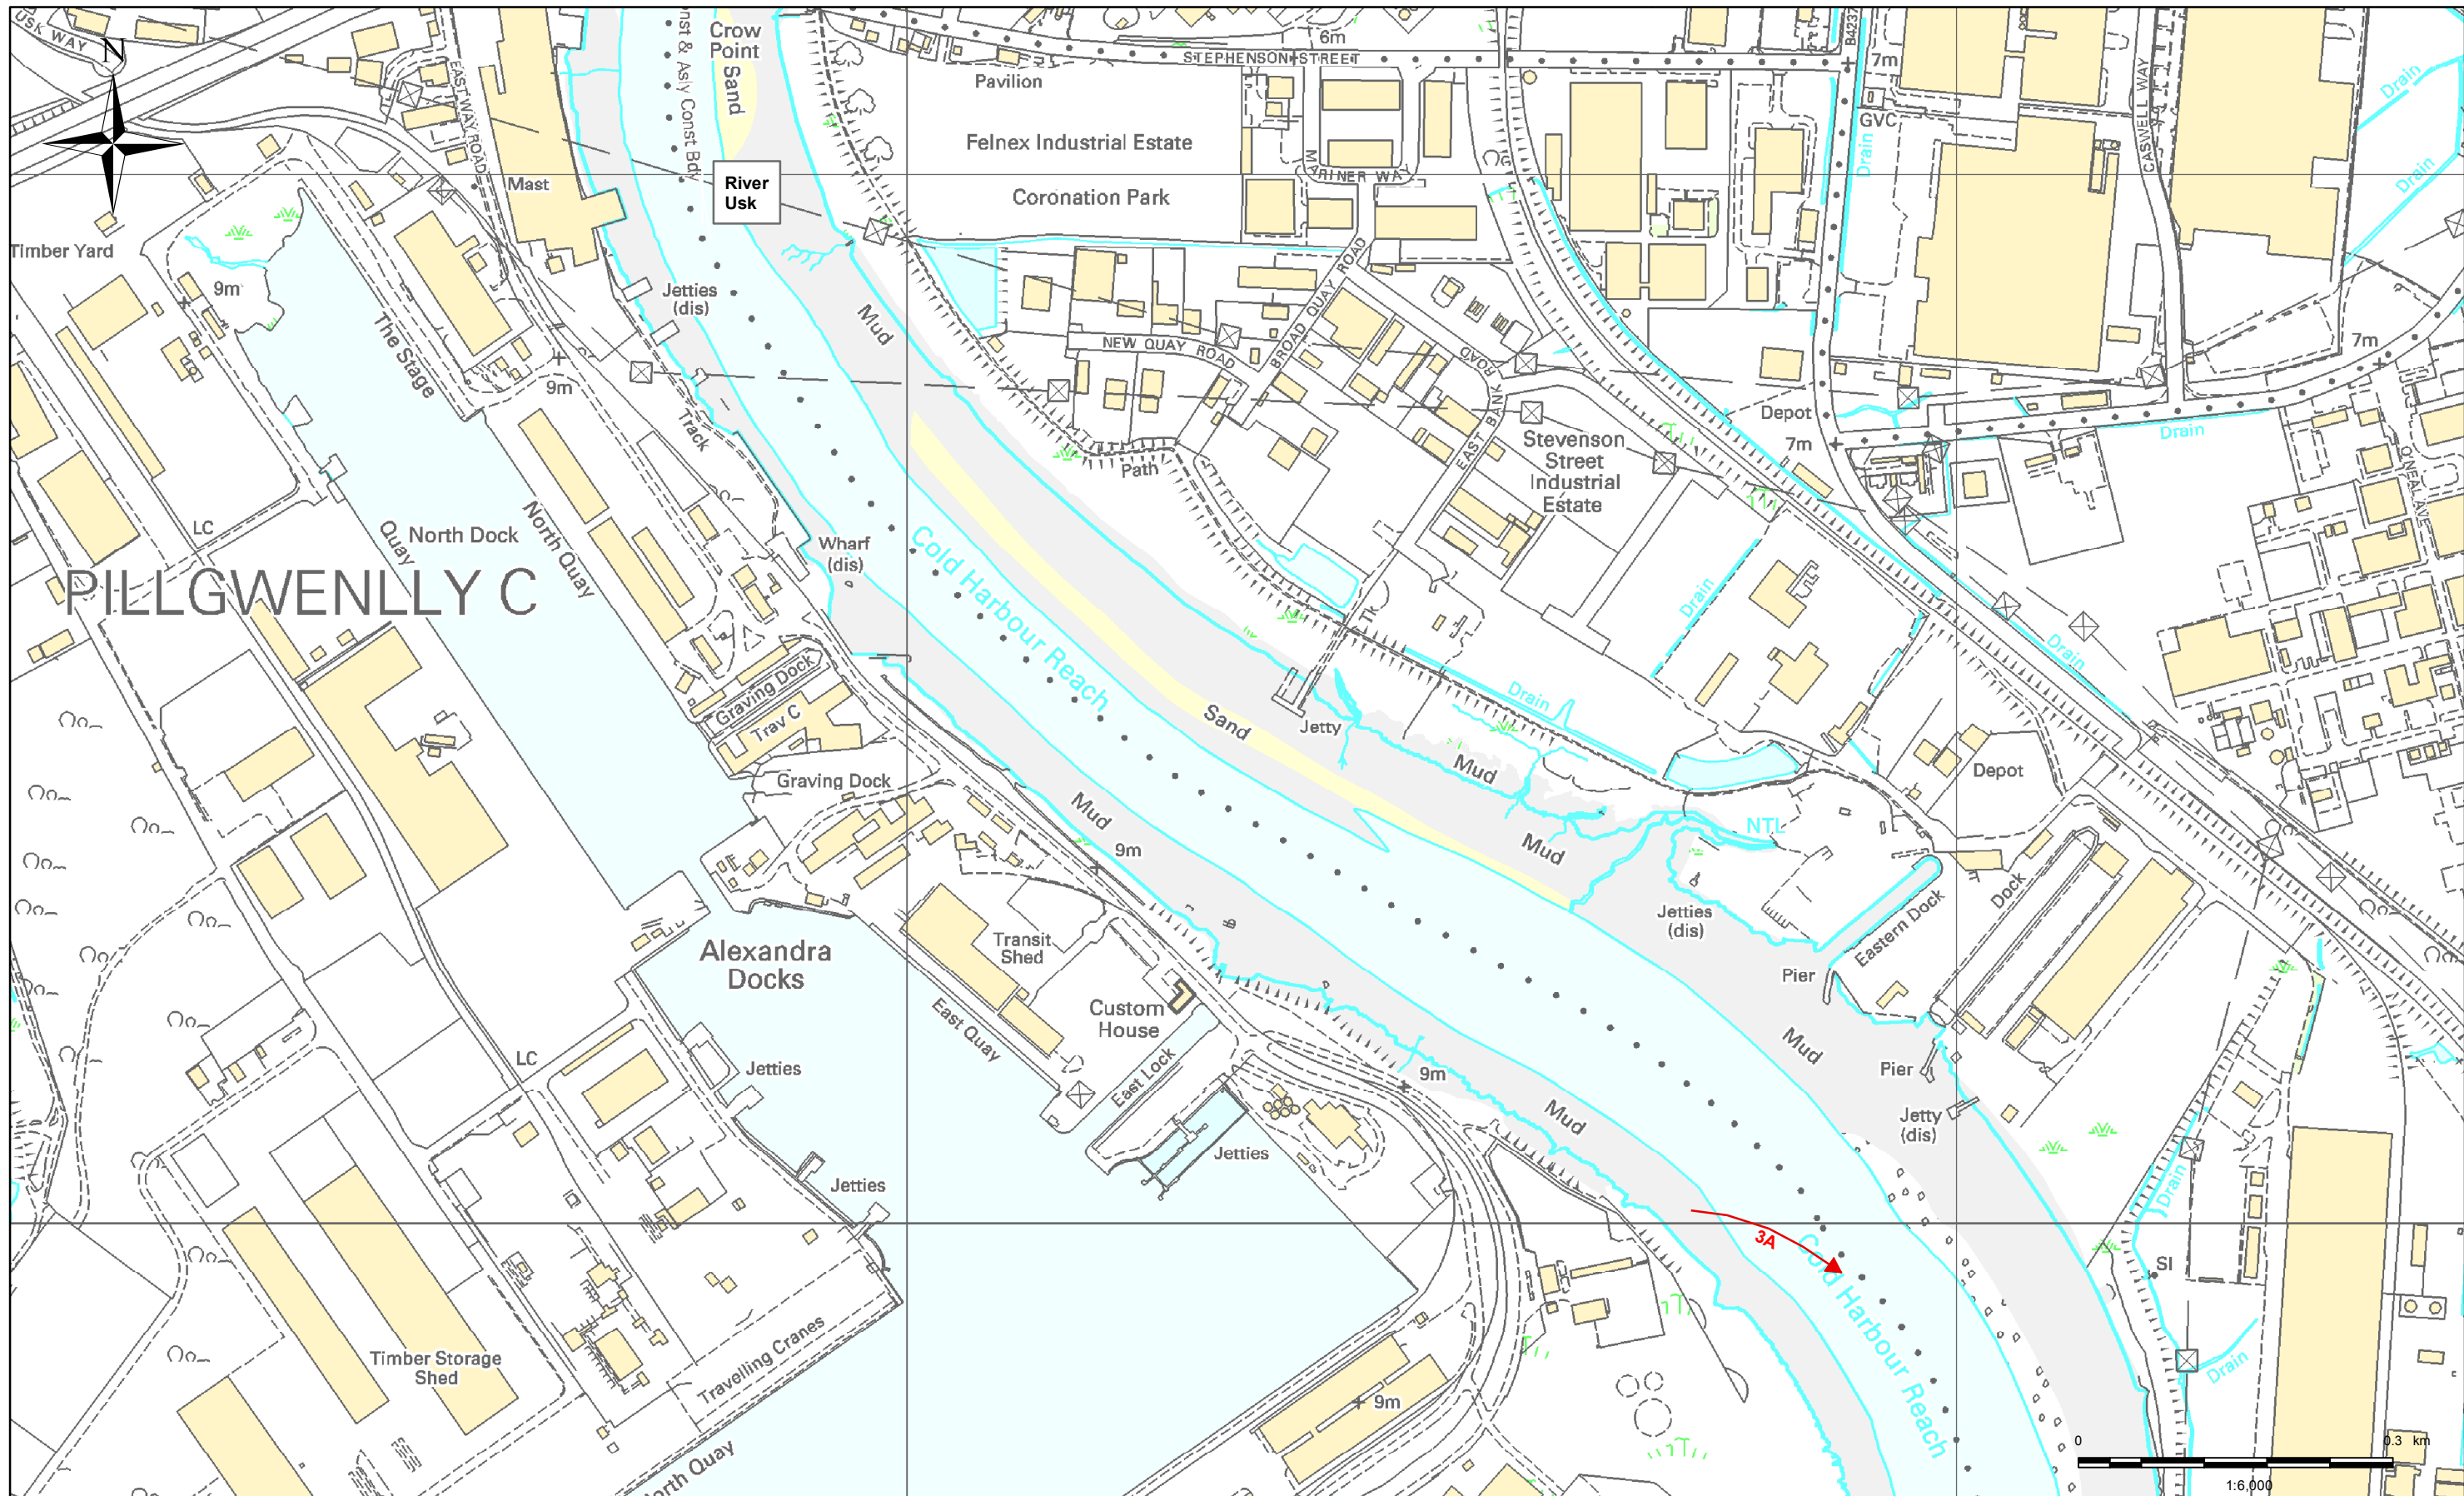 USK WAY
N
EAST WAY ROAD
Mast
Const & Asly Const Bdy
Crow
Point
Sand
River
Usk
Pavilion
6m
STEPHENSON STREET
Felnex Industrial Estate
MARINER WAY
Coronation Park
B4237
7m
GVC
Drain
CASWELL WAY
Drain
Drain
Timber Yard
9m
The Stage
9m
Jetties
(dis)
Mud
NEW QUAY ROAD
BROAD QUAY ROAD
EAST BANK
ROAD
7m
Depot
7m
Drain
O'NEAL AVE
Track
Path
Stevenson
Street
Industrial
Estate
LC
Quay
North Dock
North Quay
Wharf
(dis)
Cold Harbour Reach
PILLGWENLLY C
Tk
Drain
Drain
Graving Dock
Trav C
Graving Dock
Sand
Jetty
Drain
Mud
Depot
Mud
9m
Mud
NTL
Jetties
(dis)
Dock
Eastern Dock
Pier
Alexandra
Docks
Transit
Shed
Custom
House
East Quay
East Lock
LC
Jetties
9m
Mud
Mud
Pier
Jetty
(dis)
Jetties
Jetties
Drain
3A
Cold Harbour Reach
SI
Drain
Timber Storage
Shed
Travelling Cranes
9m
North Quay
0
0.3 km
1:6,000